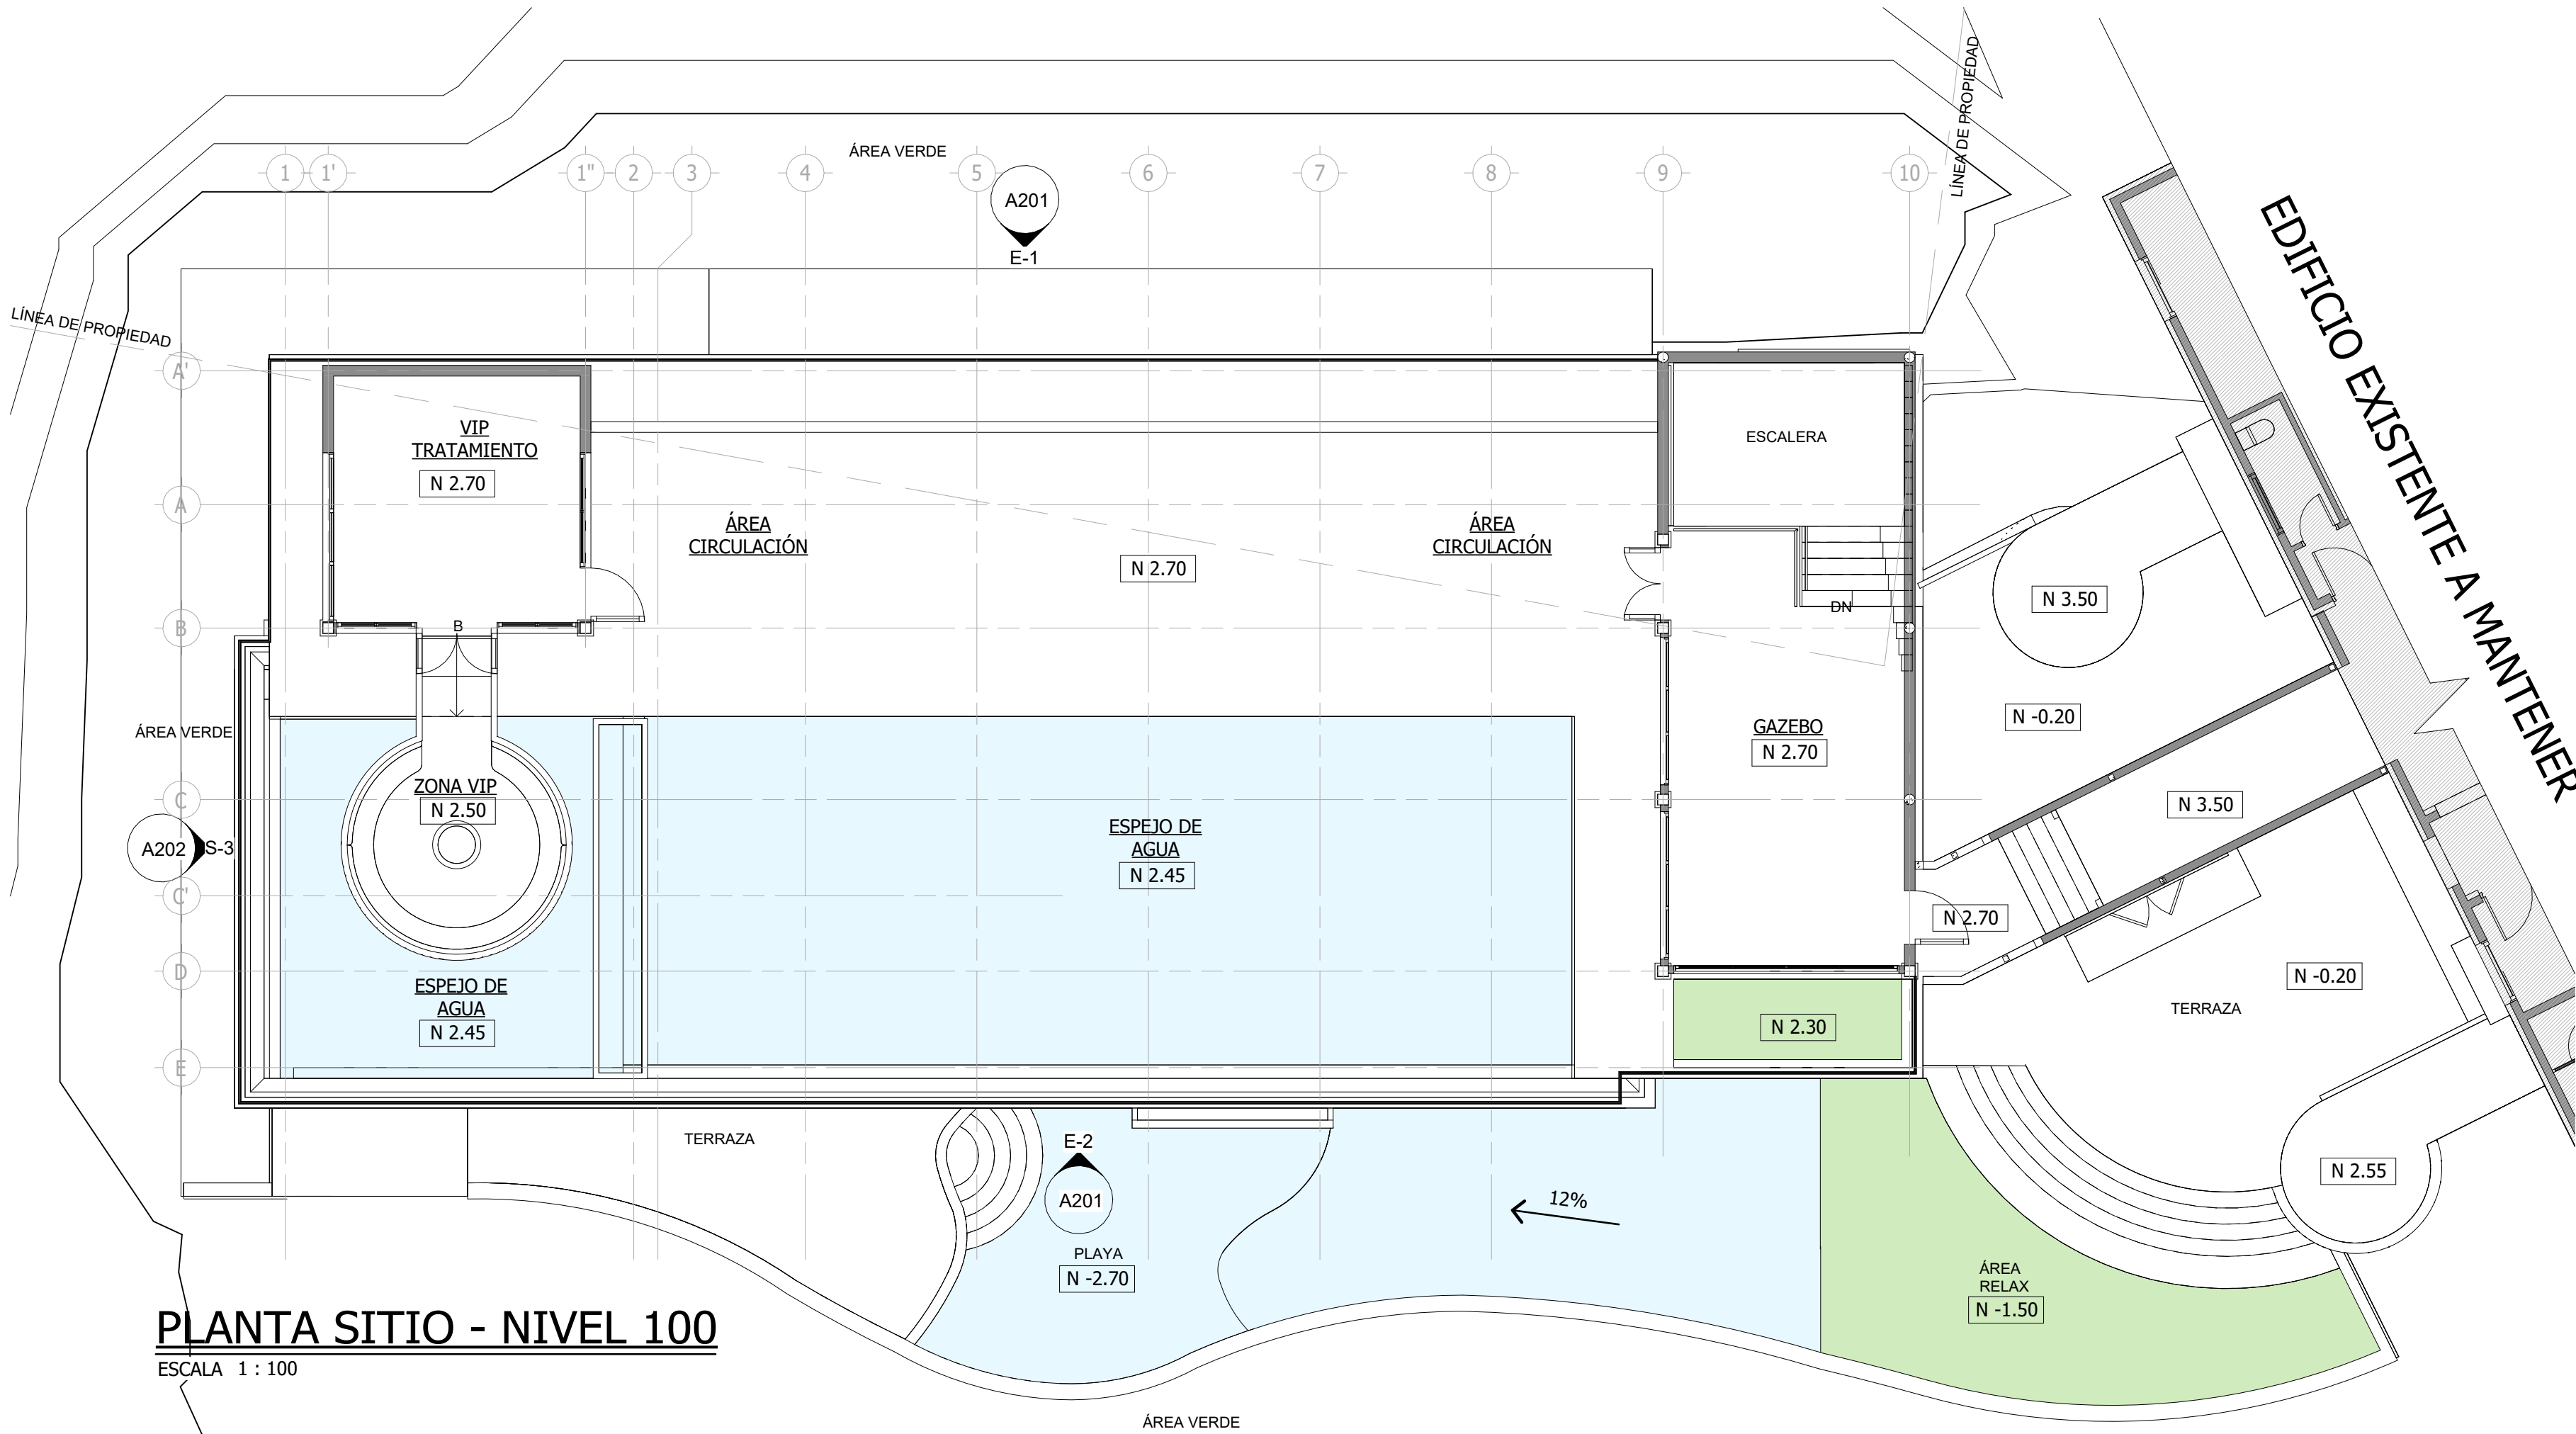 LÍNEA DE PROPIEDAD
ÁREA VERDE
1
1'
1"
2
3
4
5
6
7
8
9
10
A201
E-1
EDIFICIO EXISTENTE A MANTENER
LÍNEA DE PROPIEDAD
A'
A
B
C
C'
D
E
VIP
TRATAMIENTO
N 2.70
B
ÁREA
CIRCULACIÓN
N 2.70
ÁREA
CIRCULACIÓN
ESCALERA
DN
N 3.50
N -0.20
GAZEBO
N 2.70
N 3.50
ÁREA VERDE
ZONA VIP
N 2.50
A202
S-3
ESPEJO DE
AGUA
N 2.45
ESPEJO DE
AGUA
N 2.45
N 2.70
N -0.20
TERRAZA
N 2.30
TERRAZA
E-2
A201
PLAYA
N -2.70
12%
N 2.55
ÁREA
RELAX
N -1.50
PLANTA SITIO - NIVEL 100
ESCALA 1 : 100
ÁREA VERDE